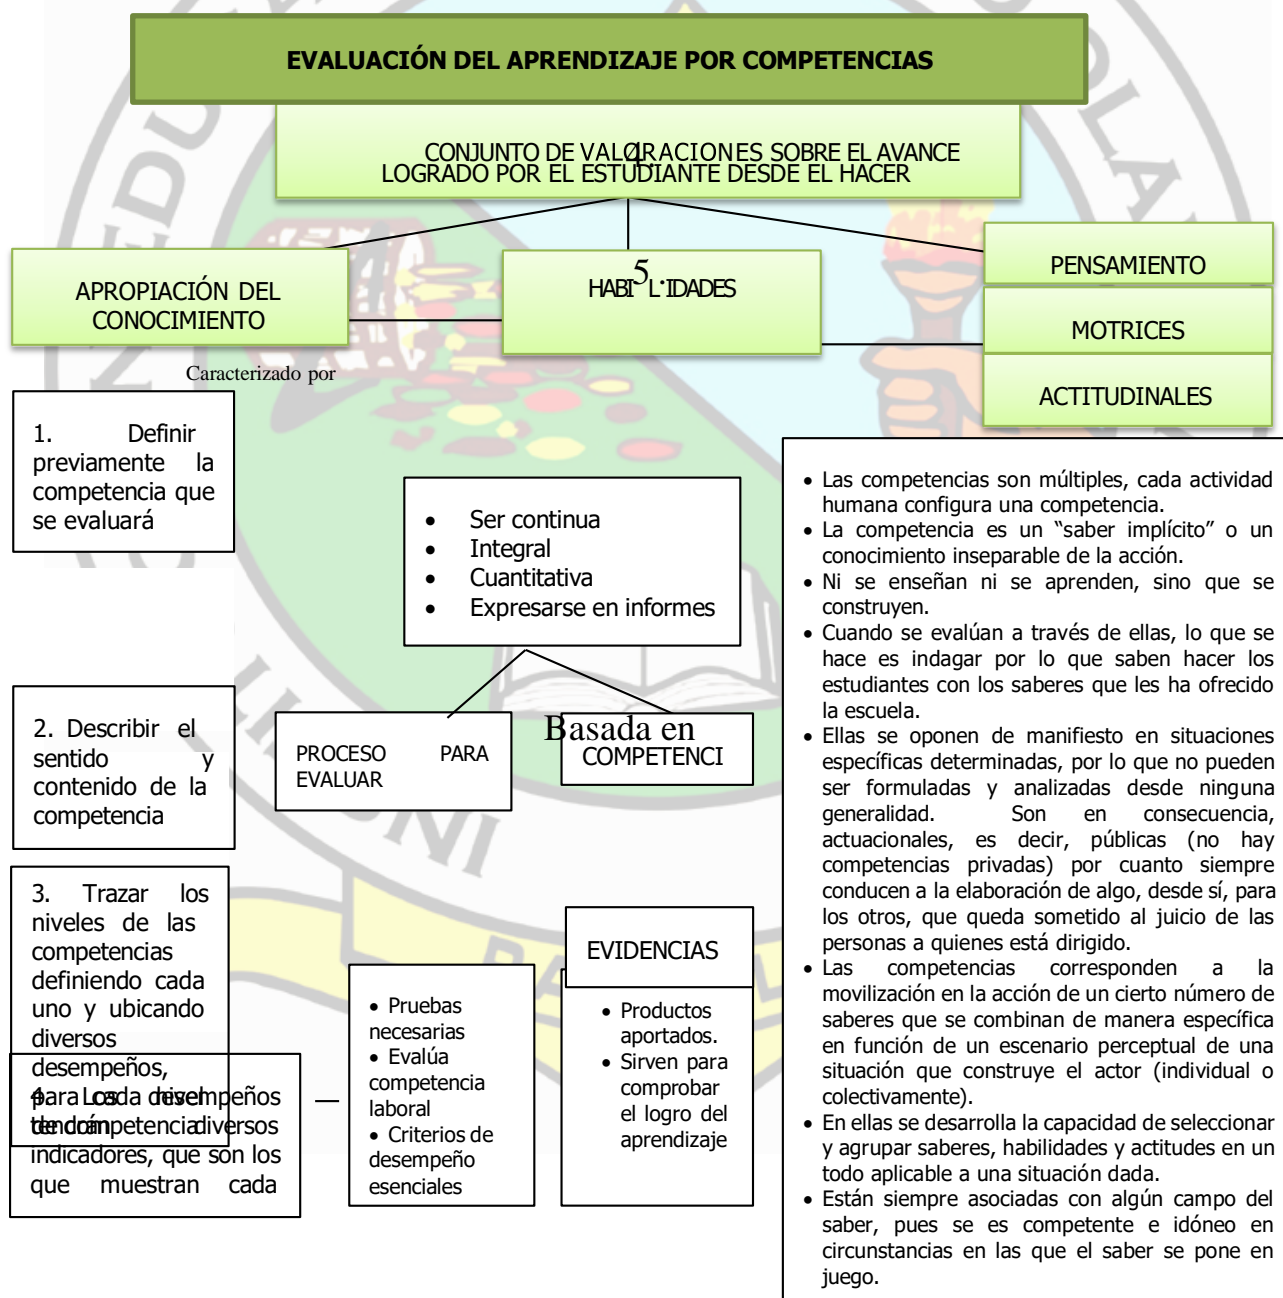 EVALUACIÓN DEL APRENDIZAJE POR COMPETENCIAS
4.
CONJUNTO DE VALORACIONES SOBRE EL AVANCE
LOGRADO POR EL ESTUDIANTE DESDE EL HACER
APROPIACIÓN DEL
CONOCIMIENTO
5.
HABILIDADES
PENSAMIENTO
MOTRICES
ACTITUDINALES
Caracterizado por
1. Definir
previamente la
competencia que
se evaluará
• Ser continua
• Integral
• Cuantitativa
• Expresarse en informes
2. Describir el
sentido y
contenido de la
competencia
PROCESO PARA
EVALUAR
Basada en
COMPETENCI
3. Trazar los
niveles de las
competencias
definiendo cada
uno y ubicando
diversos
desempeños,
para cada nivel
de competencia
4. Los desempeños
tendrán diversos
indicadores, que son los
que muestran cada
• Pruebas
necesarias
• Evalúa
competencia
laboral
• Criterios de
desempeño
esenciales
EVIDENCIAS
• Productos
aportados.
• Sirven para
comprobar
el logro del
aprendizaje
• Las competencias son múltiples, cada actividad
humana configura una competencia.
• La competencia es un “saber implícito” o un
conocimiento inseparable de la acción.
• Ni se enseñan ni se aprenden, sino que se
construyen.
• Cuando se evalúan a través de ellas, lo que se
hace es indagar por lo que saben hacer los
estudiantes con los saberes que les ha ofrecido
la escuela.
• Ellas se oponen de manifiesto en situaciones
específicas determinadas, por lo que no pueden
ser formuladas y analizadas desde ninguna
generalidad. Son en consecuencia,
actuacionales, es decir, públicas (no hay
competencias privadas) por cuanto siempre
conducen a la elaboración de algo, desde sí, para
los otros, que queda sometido al juicio de las
personas a quienes está dirigido.
• Las competencias corresponden a la
movilización en la acción de un cierto número de
saberes que se combinan de manera específica
en función de un escenario perceptual de una
situación que construye el actor (individual o
colectivamente).
• En ellas se desarrolla la capacidad de seleccionar
y agrupar saberes, habilidades y actitudes en un
todo aplicable a una situación dada.
• Están siempre asociadas con algún campo del
saber, pues se es competente e idóneo en
circunstancias en las que el saber se pone en
juego.